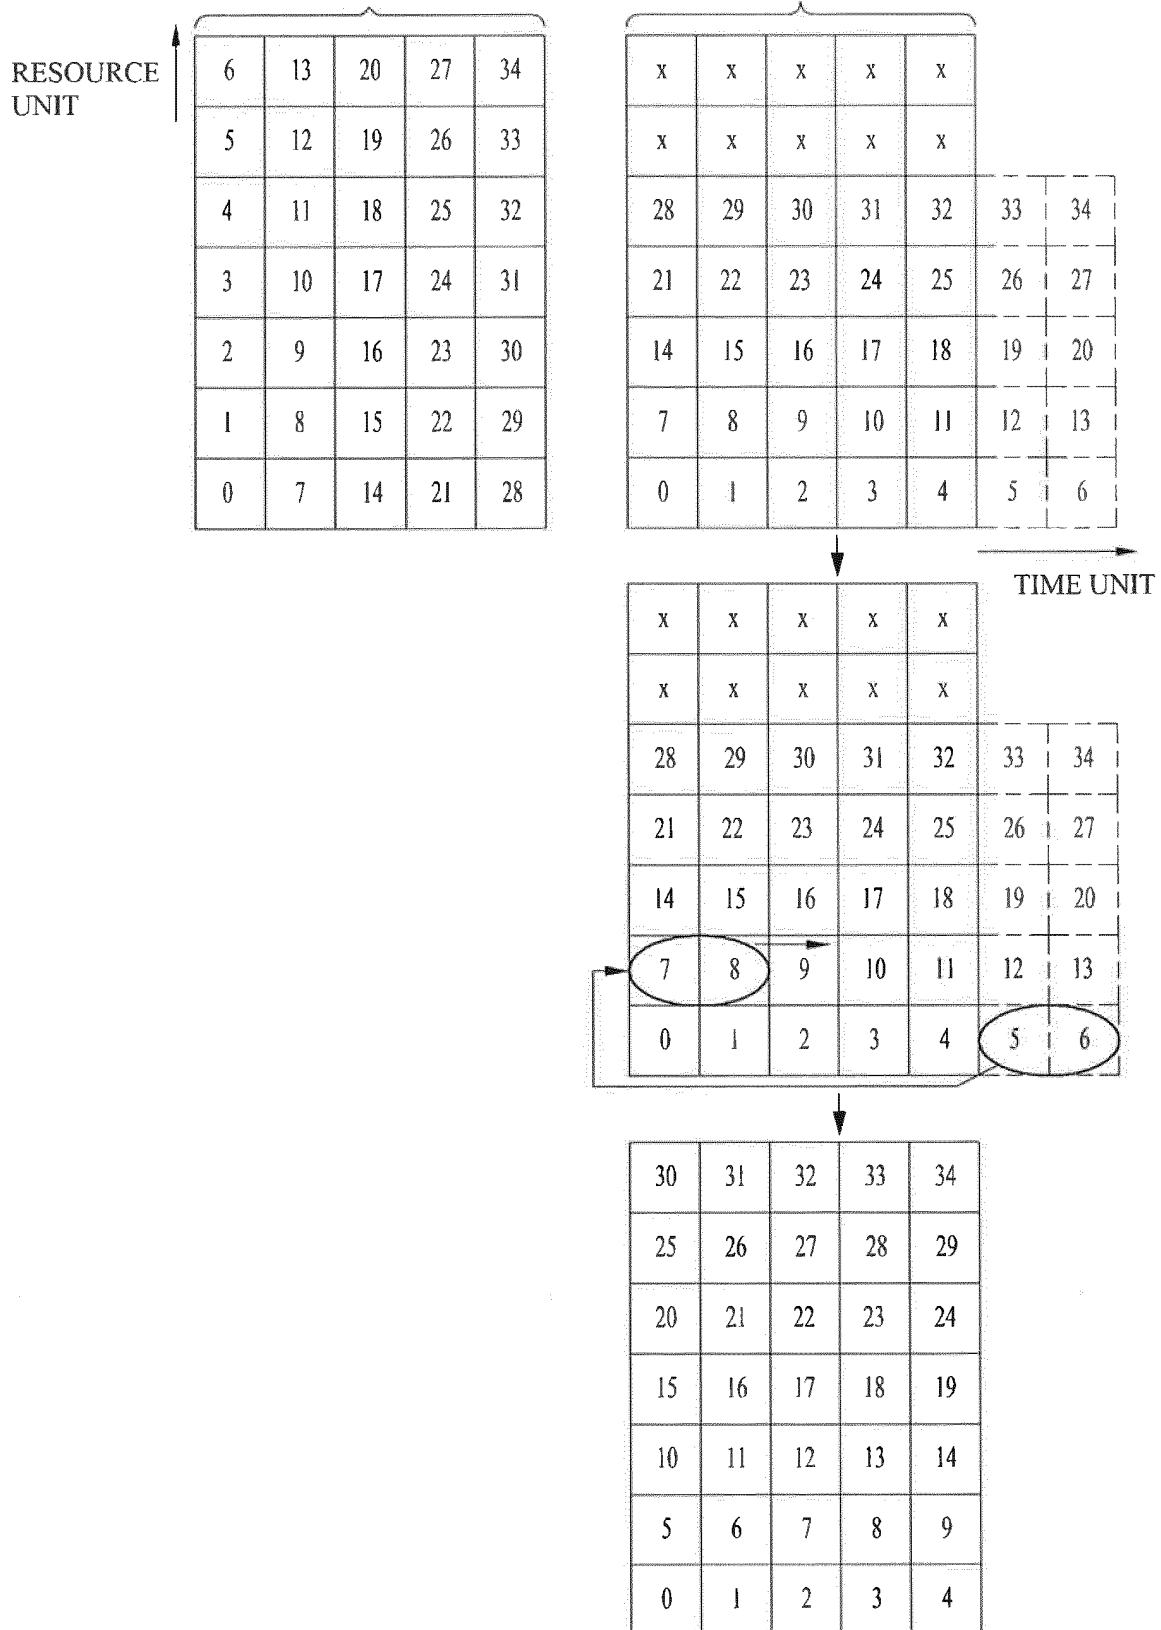 RESOURCE
UNIT
6 13 20 27 34
5 12 19 26 33
4 11 18 25 32
3 10 17 24 31
2 9 16 23 30
1 8 15 22 29
0 7 14 21 28
x x x x x
x x x x x
28 29 30 31 32 33 34
21 22 23 24 25 26 27
14 15 16 17 18 19 20
7 8 9 10 11 12 13
0 1 2 3 4 5 6
TIME UNIT
x x x x x
x x x x x
28 29 30 31 32 33 34
21 22 23 24 25 26 27
14 15 16 17 18 19 20
7 8 9 10 11 12 13
0 1 2 3 4 5 6
30 31 32 33 34
25 26 27 28 29
20 21 22 23 24
15 16 17 18 19
10 11 12 13 14
5 6 7 8 9
0 1 2 3 4